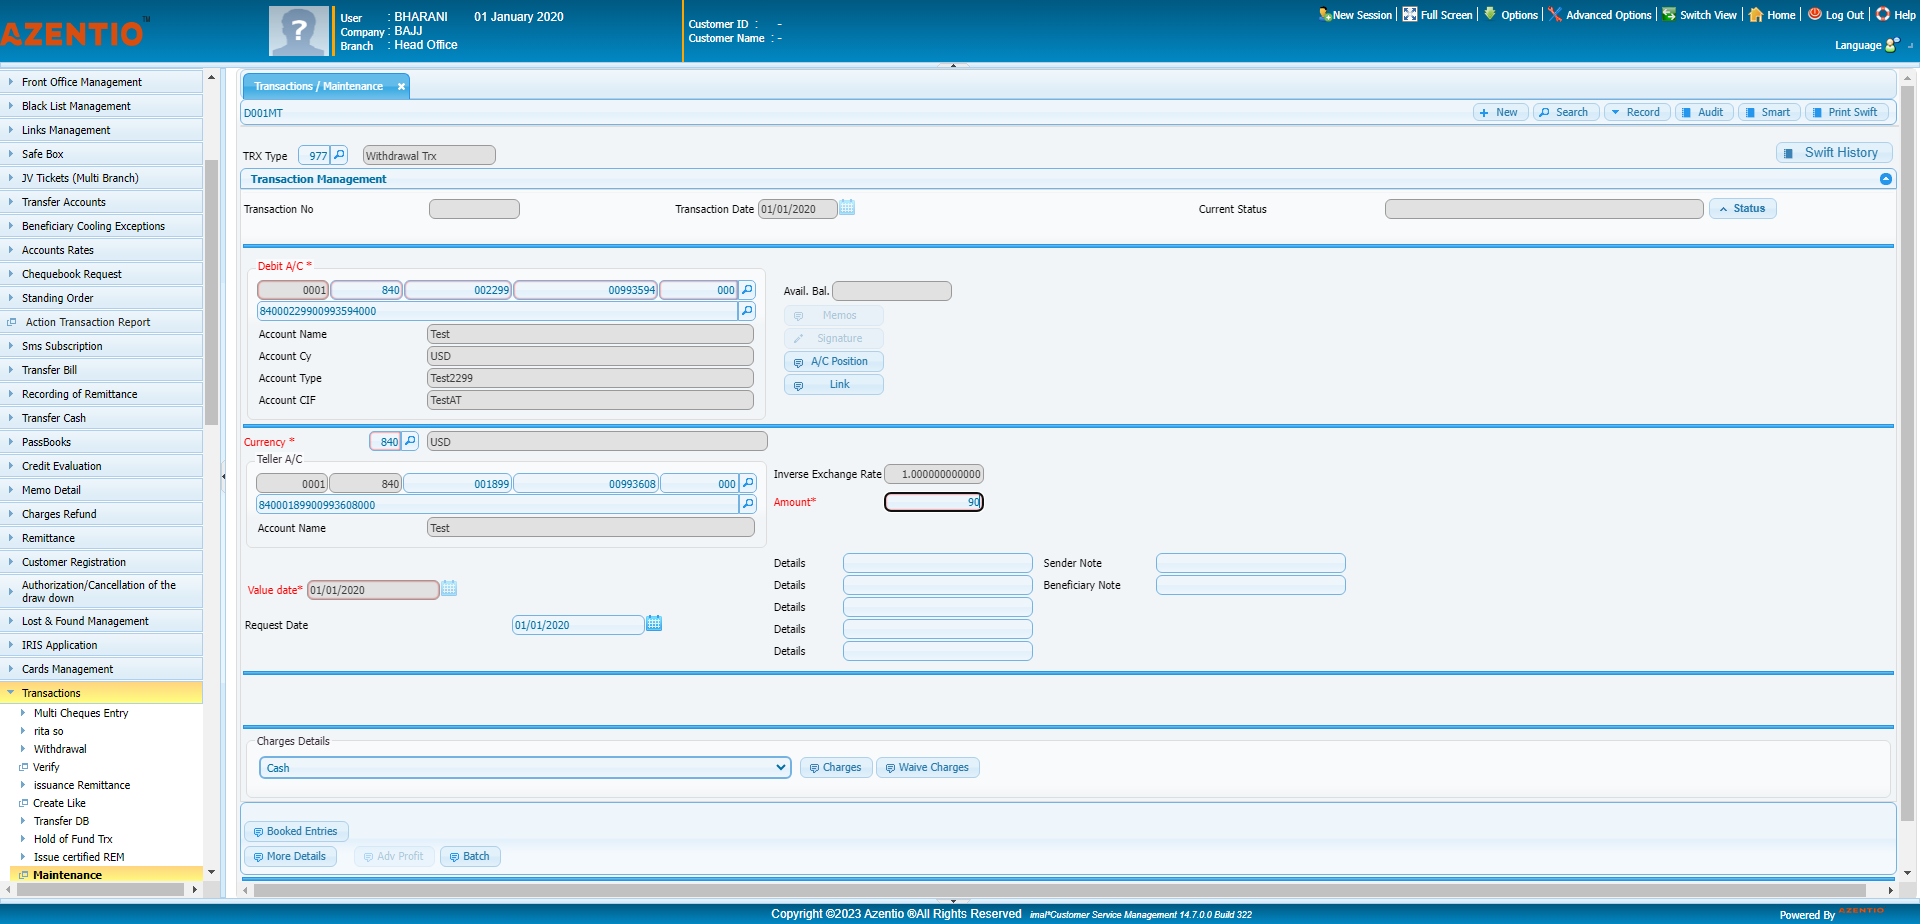 AZENTIO™
User : BHARANI 01 January 2020
Company : BAJJ
Branch : Head Office
Customer ID : -
Customer Name : -
New Session Full Screen Options Advanced Options Switch View Home Log Out Help
Language
Front Office Management
Black List Management
Links Management
Safe Box
JV Tickets (Multi Branch)
Transfer Accounts
Beneficiary Cooling Exceptions
Accounts Rates
Chequebook Request
Standing Order
Action Transaction Report
Sms Subscription
Transfer Bill
Recording of Remittance
Transfer Cash
PassBooks
Credit Evaluation
Memo Detail
Charges Refund
Remittance
Customer Registration
Authorization/Cancellation of the
draw down
Lost & Found Management
IRIS Application
Cards Management
Transactions
Multi Cheques Entry
rita so
Withdrawal
Verify
issuance Remittance
Create Like
Transfer DB
Hold of Fund Trx
Issue certified REM
Maintenance
Transactions / Maintenance
D001MT
New Search Record Audit Smart Print Swift
TRX Type 977 Withdrawal Trx
Swift History
Transaction Management
Transaction No Transaction Date 01/01/2020 Current Status Status
Debit A/C *
0001 840 002299 00993594 000
84000229900993594000
Account Name Test
Account Cy USD
Account Type Test2299
Account CIF TestAT
Avail. Bal.
Memos
Signature
A/C Position
Link
Currency * 840 USD
Teller A/C
0001 840 001899 00993608 000
84000189900993608000
Account Name Test
Inverse Exchange Rate 1.000000000000
Amount* 90
Value date* 01/01/2020
Request Date 01/01/2020
Details Sender Note
Details Beneficiary Note
Details
Details
Details
Charges Details
Cash Charges Waive Charges
Booked Entries
More Details Adv Profit Batch
Copyright ©2023 Azentio ®All Rights Reserved imal*Customer Service Management 14.7.0.0 Build 322
Powered By AZENTIO